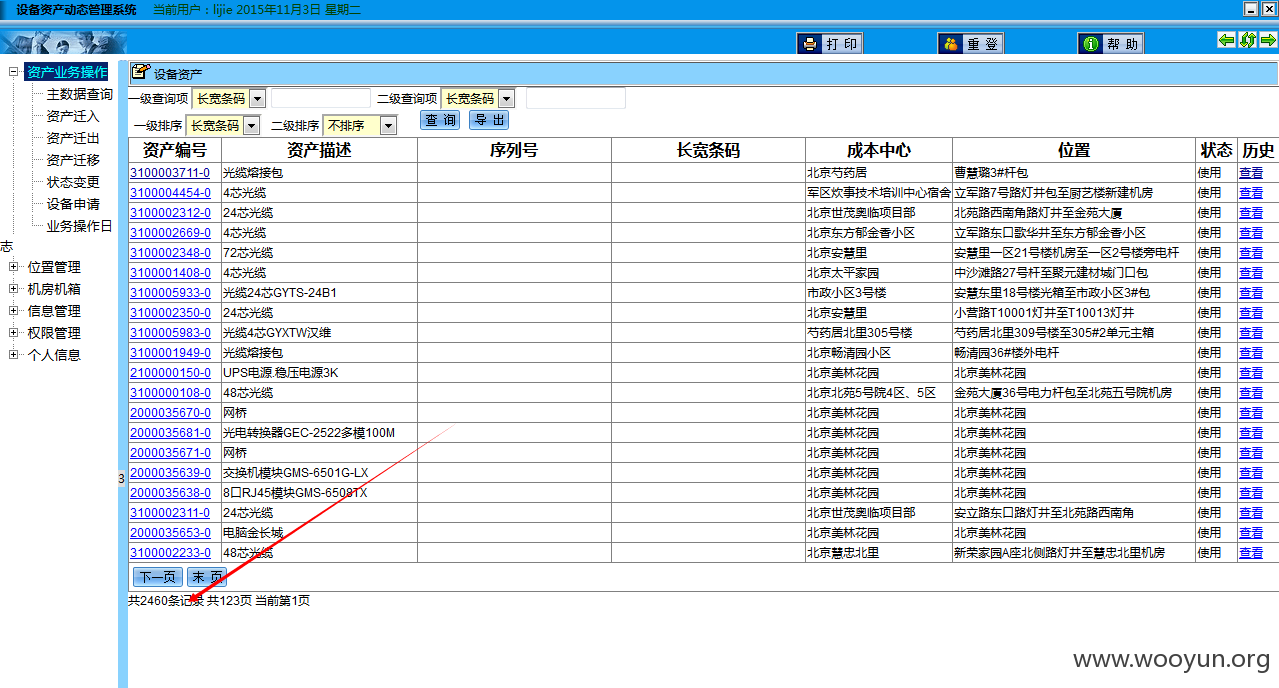 设备资产动态管理系统 当前用户：lijie 2015年11月3日 星期二
打 印 重 登 帮 助
资产业务操作
主数据查询
资产迁入
资产迁出
资产迁移
状态变更
设备申请
业务操作日
志
位置管理
机房机箱
信息管理
权限管理
个人信息
3
设备资产
一级查询项 长宽条码 二级查询项 长宽条码
一级排序 长宽条码 二级排序 不排序 查 询 导 出
资产编号 资产描述 序列号 长宽条码 成本中心 位置 状态 历史
3100003711-0 光缆熔接包 北京芍药居 曹慧璐3#杆包 使用 查看
3100004454-0 4芯光缆 军区炊事技术培训中心宿舍 立军路7号路灯井包至厨艺楼新建机房 使用 查看
3100002312-0 24芯光缆 北京世茂奥临项目部 北苑路西南角路灯井至金苑大厦 使用 查看
3100002669-0 4芯光缆 北京东方郁金香小区 立军路东口歌华井至东方郁金香小区 使用 查看
3100002348-0 72芯光缆 北京安慧里 安慧里一区21号楼机房至一区2号楼旁电杆 使用 查看
3100001408-0 4芯光缆 北京太平家园 中沙滩路27号杆至聚元建材城门口包 使用 查看
3100005933-0 光缆24芯GYTS-24B1 市政小区3号楼 安慧东里18号楼光箱至市政小区3#包 使用 查看
3100002350-0 24芯光缆 北京安慧里 小营路T10001灯井至T10013灯井 使用 查看
3100005983-0 光缆4芯GYXTW汉维 芍药居北里305号楼 芍药居北里309号楼至305#2单元主箱 使用 查看
3100001949-0 光缆熔接包 北京畅清园小区 畅清园36#楼外电杆 使用 查看
2100000150-0 UPS电源.稳压电源3K 北京美林花园 北京美林花园 使用 查看
3100000108-0 48芯光缆 北京北苑5号院4区、5区 金苑大厦36号电力杆包至北苑五号院机房 使用 查看
2000035670-0 网桥 北京美林花园 北京美林花园 使用 查看
2000035681-0 光电转换器GEC-2522多模100M 北京美林花园 北京美林花园 使用 查看
2000035671-0 网桥 北京美林花园 北京美林花园 使用 查看
2000035639-0 交换机模块GMS-6501G-LX 北京美林花园 北京美林花园 使用 查看
2000035638-0 8口RJ45模块GMS-6508TX 北京美林花园 北京美林花园 使用 查看
3100002311-0 24芯光缆 北京世茂奥临项目部 安立路东口路灯井至北苑路西南角 使用 查看
2000035653-0 电脑金长城 北京美林花园 北京美林花园 使用 查看
3100002233-0 48芯光缆 北京慧忠北里 新荣家园A座北侧路灯井至慧忠北里机房 使用 查看
下一页 末 页
共2460条记录 共123页 当前第1页
www.wooyun.org